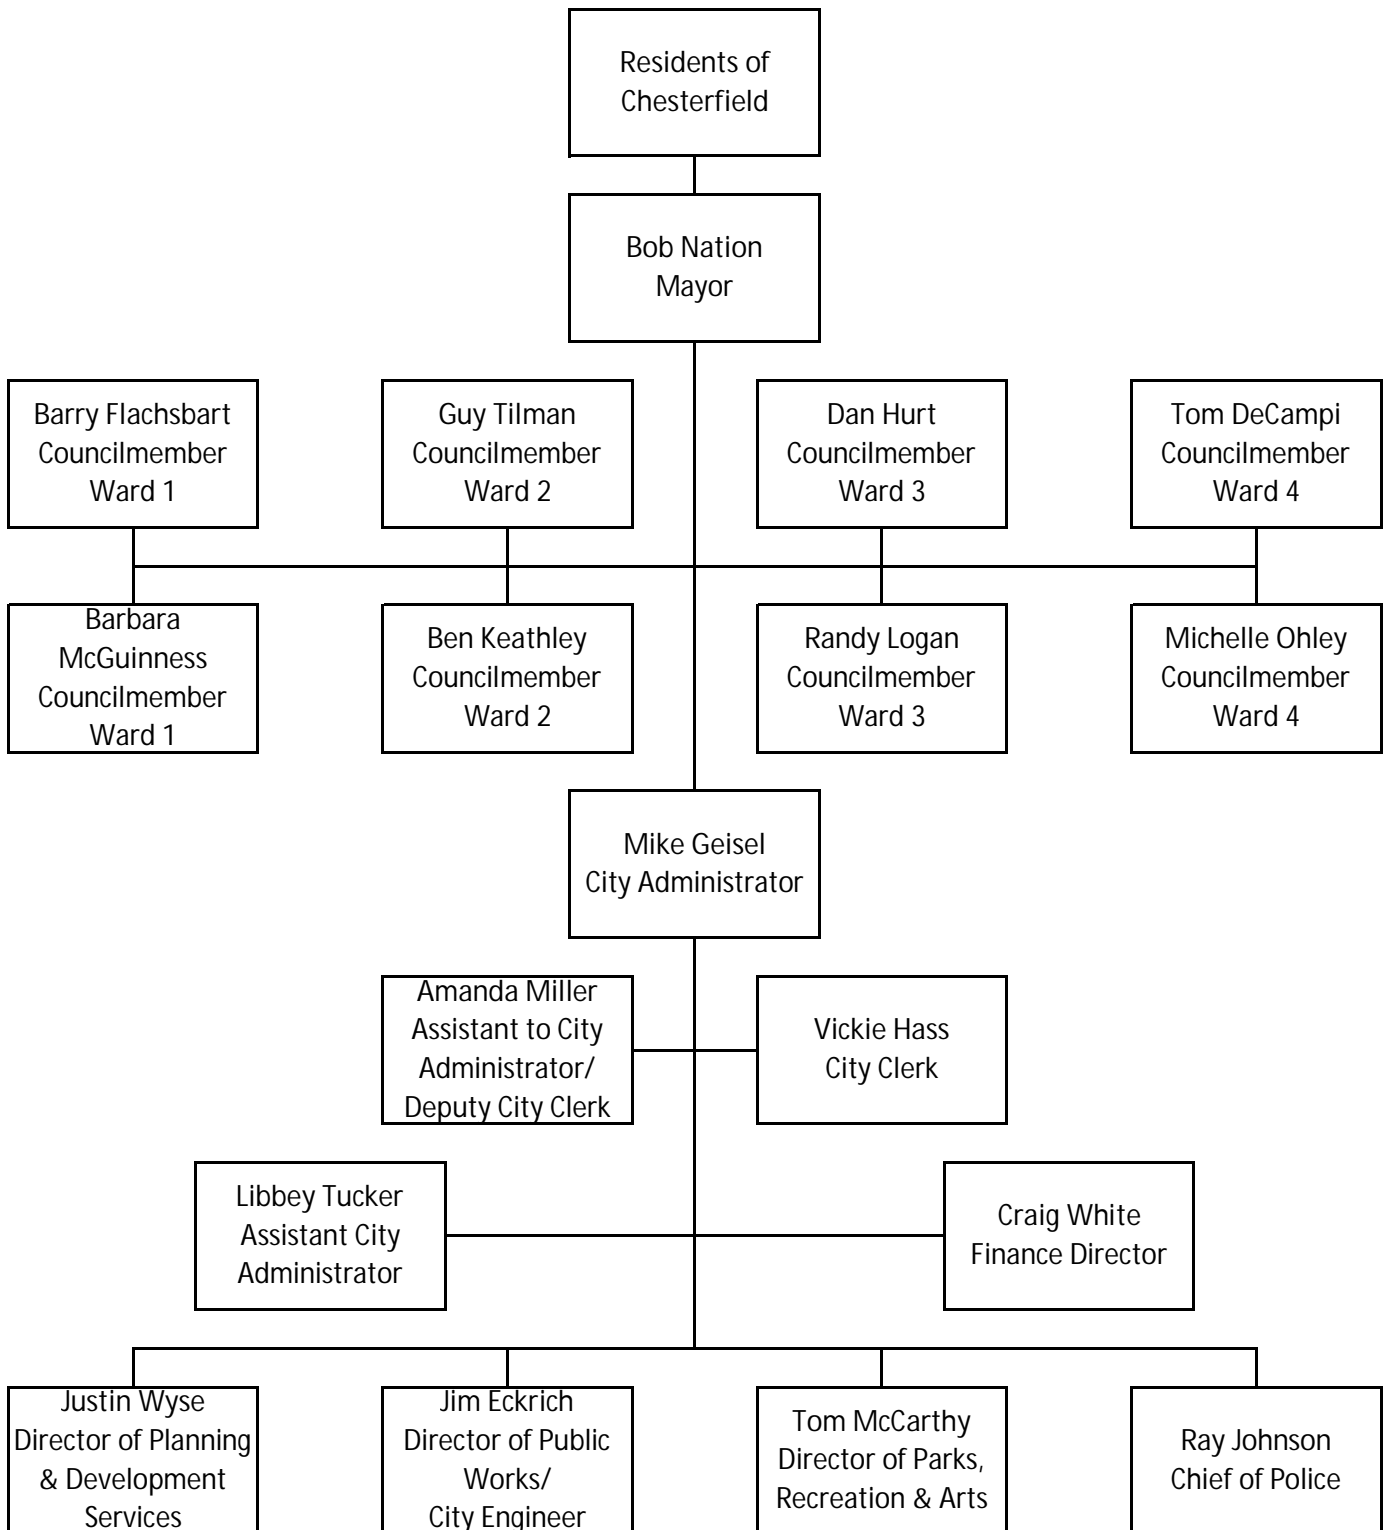 Residents of
Chesterfield
Bob Nation
Mayor
Barry Flachsbart
Councilmember
Ward 1
Guy Tilman
Councilmember
Ward 2
Dan Hurt
Councilmember
Ward 3
Tom DeCampi
Councilmember
Ward 4
Barbara
McGuinness
Councilmember
Ward 1
Ben Keathley
Councilmember
Ward 2
Randy Logan
Councilmember
Ward 3
Michelle Ohley
Councilmember
Ward 4
Mike Geisel
City Administrator
Amanda Miller
Assistant to City
Administrator/
Deputy City Clerk
Vickie Hass
City Clerk
Libbey Tucker
Assistant City
Administrator
Craig White
Finance Director
Justin Wyse
Director of Planning
& Development
Services
Jim Eckrich
Director of Public
Works/
City Engineer
Tom McCarthy
Director of Parks,
Recreation & Arts
Ray Johnson
Chief of Police